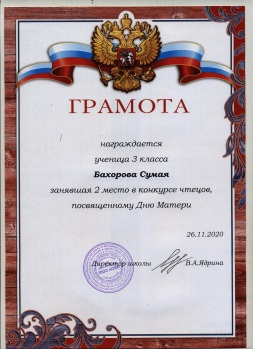 ГРАМОТА
награждается
ученица 3 класса
Бахорова Сумая
занявшая 2 место в конкурсе чтецов,
посвященному Дню Матери
26.11.2020
Директор школы В.А.Ядрина